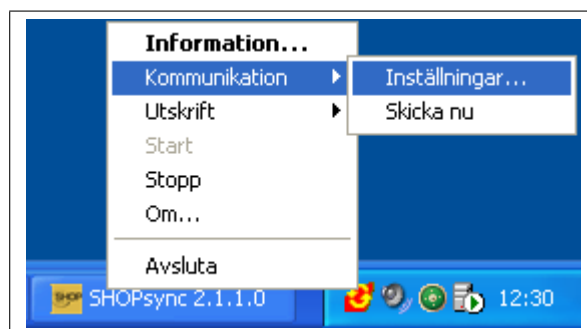 Information...
Kommunikation
Inställningar...
Utskrift
Skicka nu
Start
Stopp
Om...
Avsluta
SHOP SHOPsync 2.1.1.0
12:30